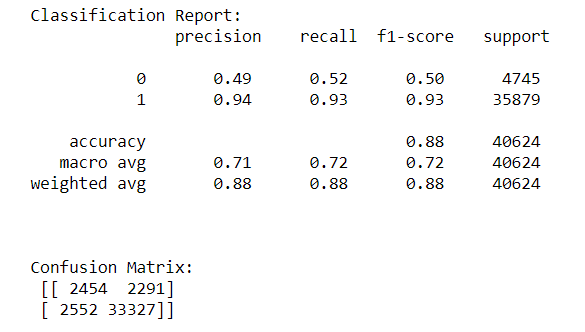 Classification Report:
precision recall f1-score support
0 0.49 0.52 0.50 4745
1 0.94 0.93 0.93 35879
accuracy 0.88 40624
macro avg 0.71 0.72 0.72 40624
weighted avg 0.88 0.88 0.88 40624
Confusion Matrix:
[[ 2454 2291]
[ 2552 33327]]